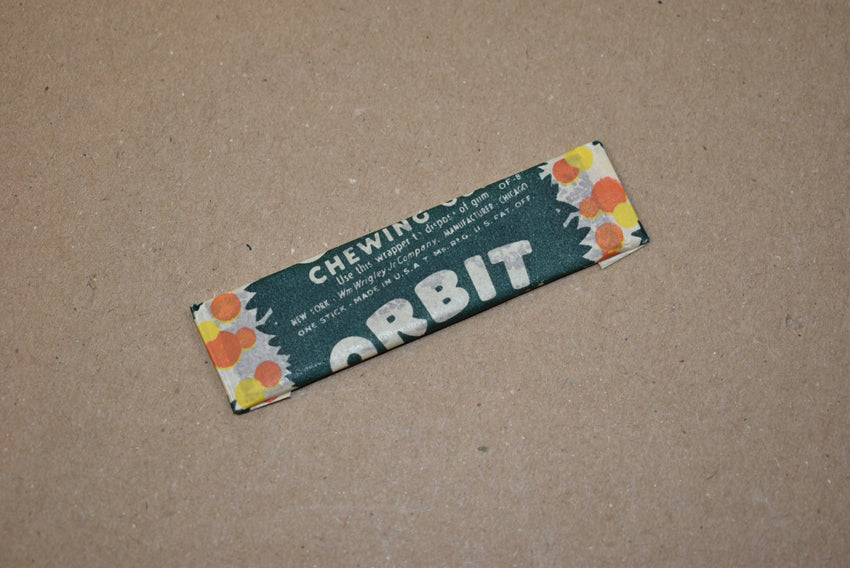 CHEWING
Use this wrapper to dispose of gum OF-B
NEW YORK · Wm Wrigley Jr Company, MANUFACTURER · CHICAGO
ONE STICK - MADE IN U.S.A. T. M. REG. U. S. PAT. OFF.
ORBIT